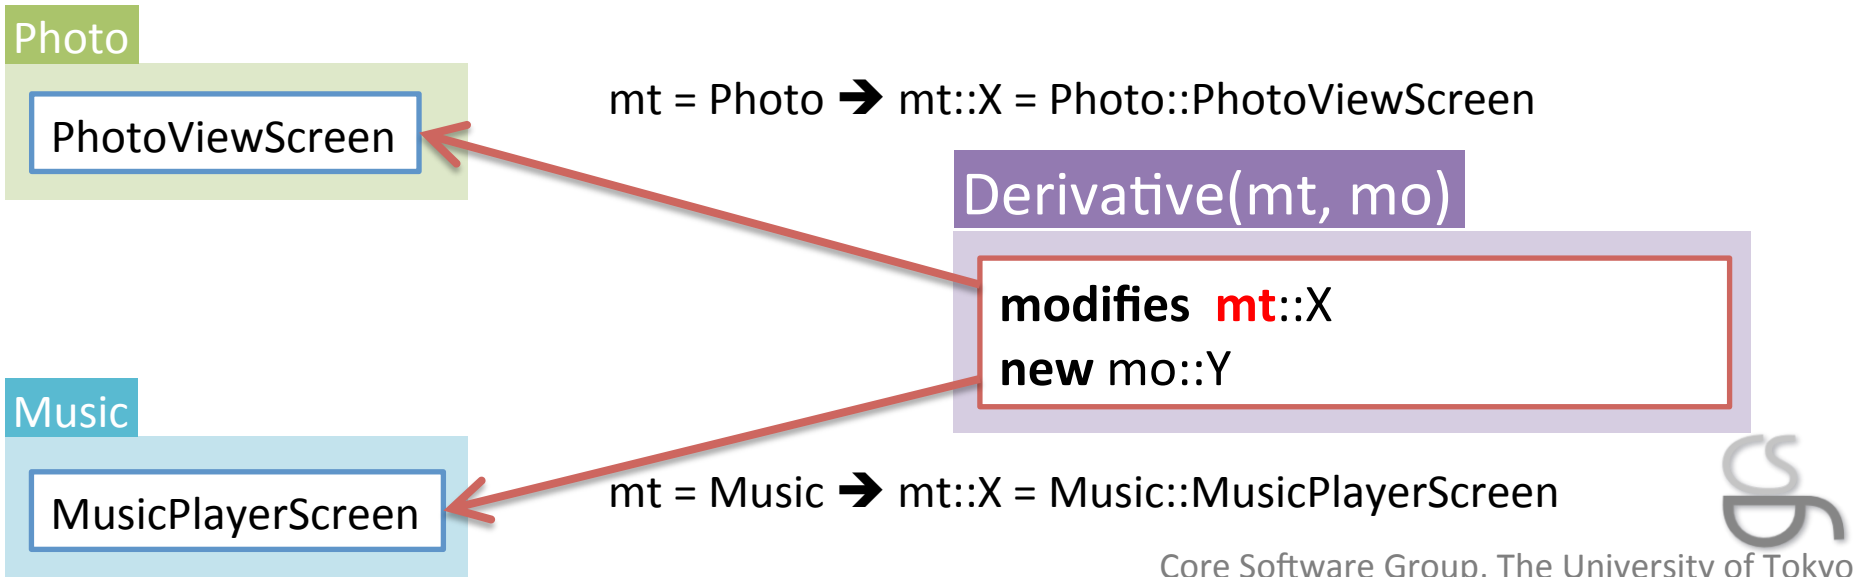 Photo
PhotoViewScreen
mt = Photo ➔ mt::X = Photo::PhotoViewScreen
Derivative(mt, mo)
modifies mt::X
new mo::Y
Music
MusicPlayerScreen
mt = Music ➔ mt::X = Music::MusicPlayerScreen
Core Software Group, The University of Tokyo